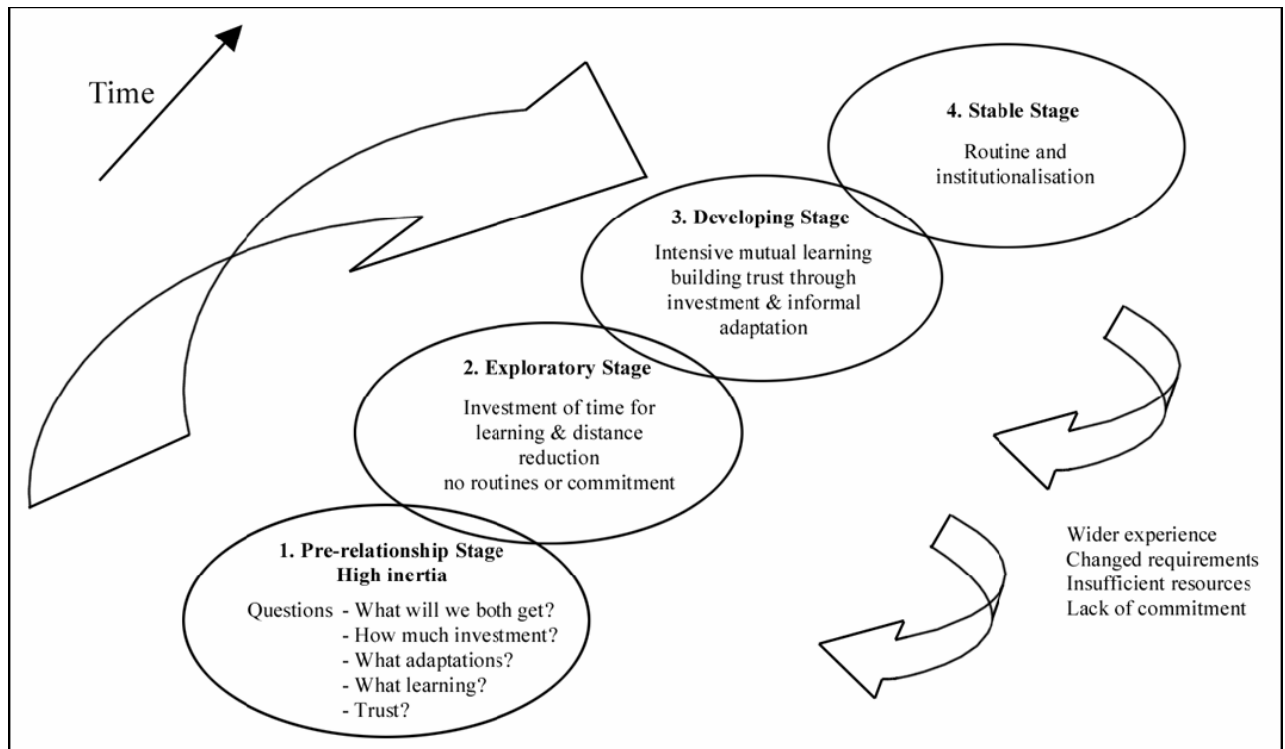 Time
4. Stable Stage
Routine and
institutionalisation
3. Developing Stage
Intensive mutual learning
building trust through
investment & informal
adaptation
2. Exploratory Stage
Investment of time for
learning & distance
reduction
no routines or commitment
1. Pre-relationship Stage
High inertia
Questions - What will we both get?
- How much investment?
- What adaptations?
- What learning?
- Trust?
Wider experience
Changed requirements
Insufficient resources
Lack of commitment